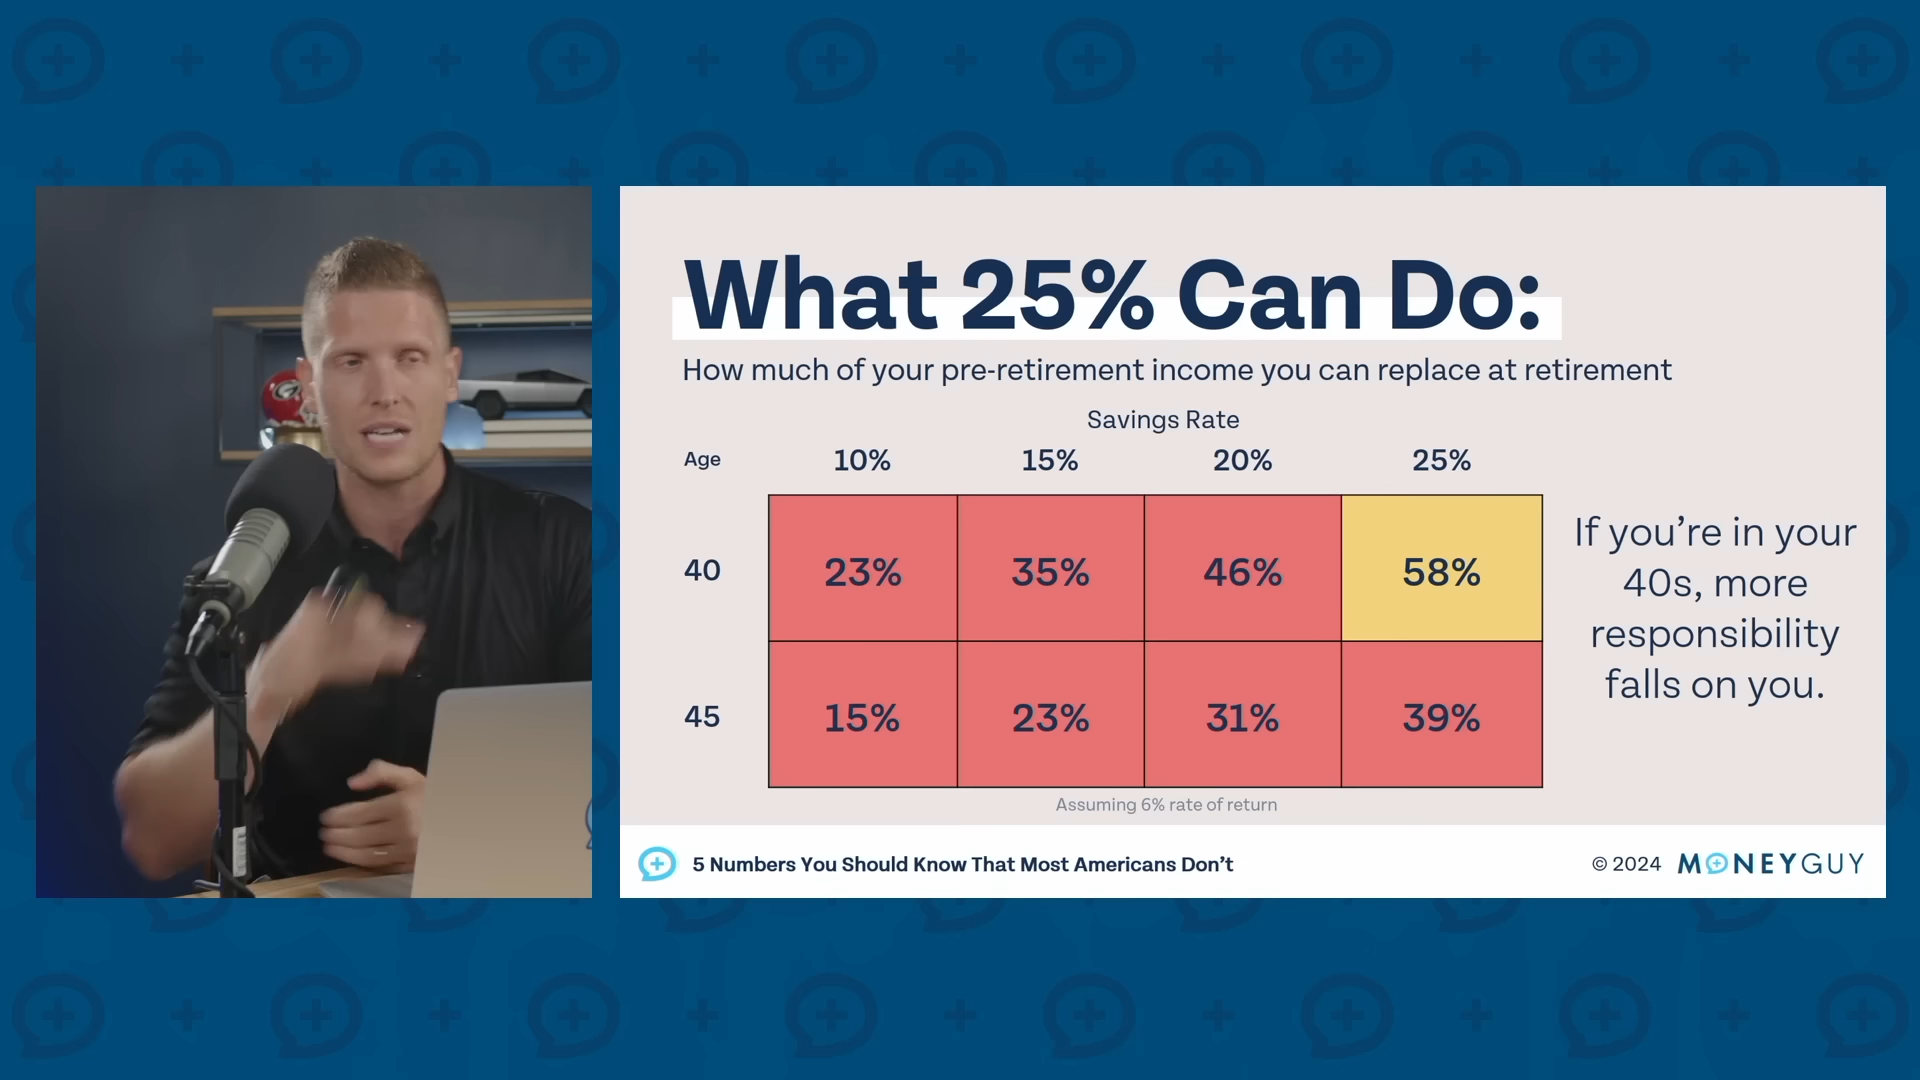 What 25% Can Do:
How much of your pre-retirement income you can replace at retirement
Savings Rate
Age 10% 15% 20% 25%
40 23% 35% 46% 58%
45 15% 23% 31% 39%
If you’re in your
40s, more
responsibility
falls on you.
Assuming 6% rate of return
5 Numbers You Should Know That Most Americans Don’t
© 2024 MONEYGUY